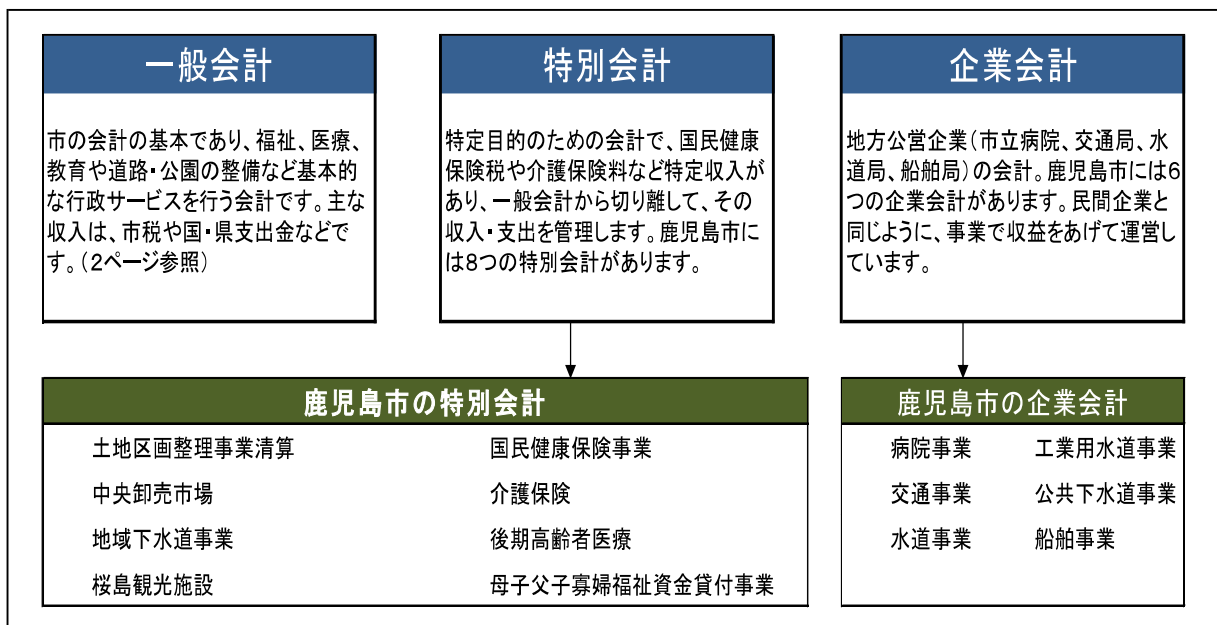 一般会計
市の会計の基本であり、福祉、医療、
教育や道路・公園の整備など基本的
な行政サービスを行う会計です。主な
収入は、市税や国・県支出金などで
す。(2ページ参照)
特別会計
特定目的のための会計で、国民健康
保険税や介護保険料など特定収入が
あり、一般会計から切り離して、その
収入・支出を管理します。鹿児島市に
は8つの特別会計があります。
企業会計
地方公営企業(市立病院、交通局、水
道局、船舶局)の会計。鹿児島市には6
つの企業会計があります。民間企業と
同じように、事業で収益をあげて運営し
ています。
鹿児島市の特別会計
土地区画整理事業清算 国民健康保険事業
中央卸売市場 介護保険
地域下水道事業 後期高齢者医療
桜島観光施設 母子父子寡婦福祉資金貸付事業
鹿児島市の企業会計
病院事業 工業用水道事業
交通事業 公共下水道事業
水道事業 船舶事業